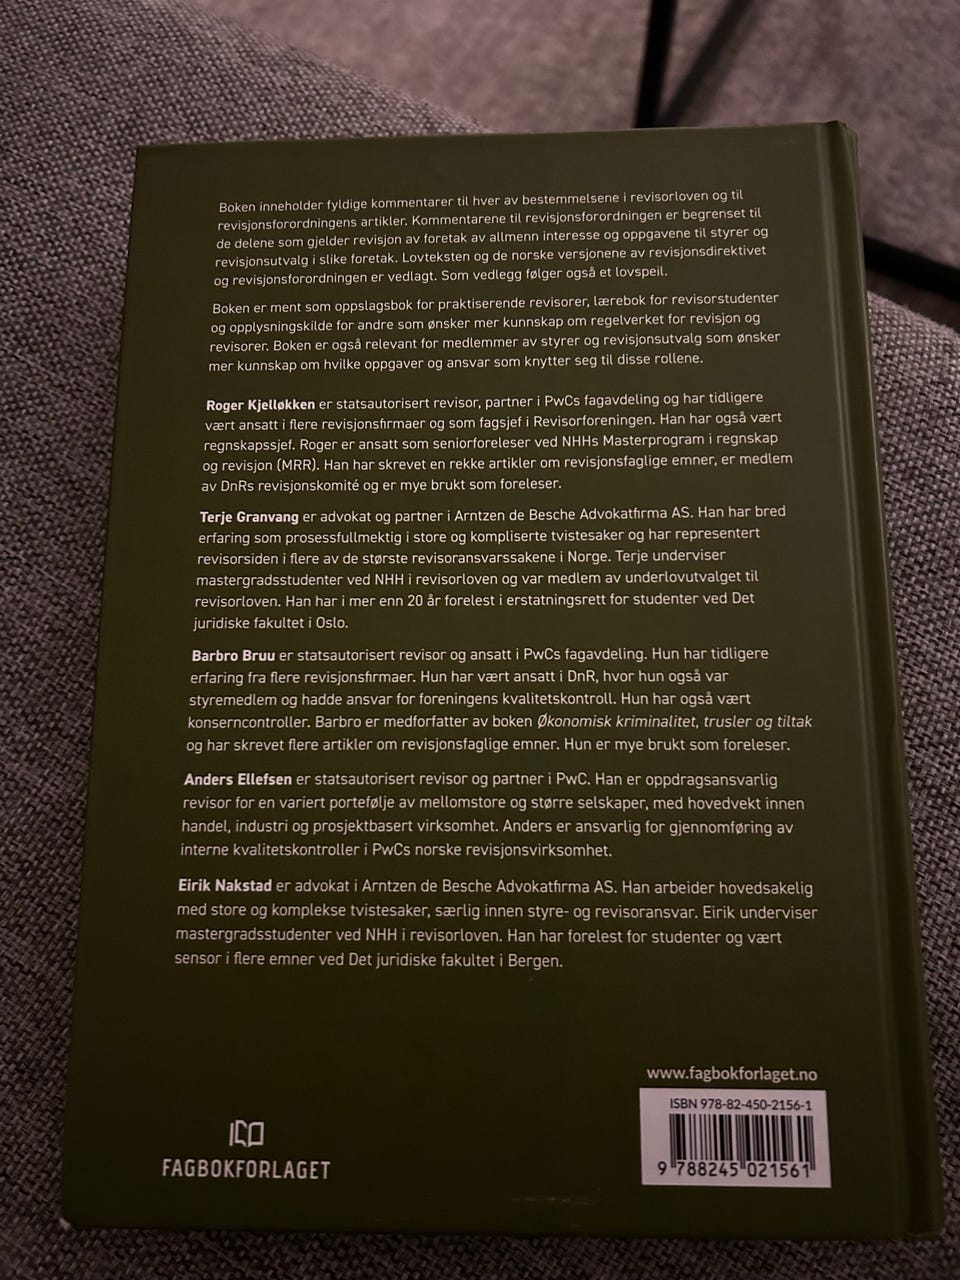 Boken inneholder fyldige kommentarer til hver av bestemmelsene i revisorloven og til
revisjonsforordningens artikler. Kommentarene til revisjonsforordningen er begrenset til
de delene som gjelder revisjon av foretak av allmenn interesse og oppgavene til styrer og
revisjonsutvalg i slike foretak. Lovteksten og de norske versjonene av revisjonsdirektivet
og revisjonsforordningen er vedlagt. Som vedlegg følger også et lovspeil.
Boken er ment som oppslagsbok for praktiserende revisorer, lærebok for revisorstudenter
og opplysningskilde for andre som ønsker mer kunnskap om regelverket for revisjon og
revisorer. Boken er også relevant for medlemmer av styrer og revisjonsutvalg som ønsker
mer kunnskap om hvilke oppgaver og ansvar som knytter seg til disse rollene.
Roger Kjelløkken er statsautorisert revisor, partner i PwCs fagavdeling og har tidligere
vært ansatt i flere revisjonsfirmaer og som fagsjef i Revisorforeningen. Han har også vært
regnskapssjef. Roger er ansatt som seniorforeleser ved NHHs Masterprogram i regnskap
og revisjon (MRR). Han har skrevet en rekke artikler om revisjonsfaglige emner, er medlem
av DnRs revisjonskomité og er mye brukt som foreleser.
Terje Granvang er advokat og partner i Arntzen de Besche Advokatfirma AS. Han har bred
erfaring som prosessfullmektig i store og kompliserte tvistesaker og har representert
revisorsiden i flere av de største revisoransvarssakene i Norge. Terje underviser
mastergradsstudenter ved NHH i revisorloven og var medlem av underlovutvalget til
revisorloven. Han har i mer enn 20 år forelest i erstatningsrett for studenter ved Det
juridiske fakultet i Oslo.
Barbro Bruu er statsautorisert revisor og ansatt i PwCs fagavdeling. Hun har tidligere
erfaring fra flere revisjonsfirmaer. Hun har vært ansatt i DnR, hvor hun også var
styremedlem og hadde ansvar for foreningens kvalitetskontroll. Hun har også vært
konserncontroller. Barbro er medforfatter av boken Økonomisk kriminalitet, trusler og tiltak
og har skrevet flere artikler om revisjonsfaglige emner. Hun er mye brukt som foreleser.
Anders Ellefsen er statsautorisert revisor og partner i PwC. Han er oppdragsansvarlig
revisor for en variert portefølje av mellomstore og større selskaper, med hovedvekt innen
handel, industri og prosjektbasert virksomhet. Anders er ansvarlig for gjennomføring av
interne kvalitetskontroller i PwCs norske revisjonsvirksomhet.
Eirik Nakstad er advokat i Arntzen de Besche Advokatfirma AS. Han arbeider hovedsakelig
med store og komplekse tvistesaker, særlig innen styre- og revisoransvar. Eirik underviser
mastergradsstudenter ved NHH i revisorloven. Han har forelest for studenter og vært
sensor i flere emner ved Det juridiske fakultet i Bergen.
www.fagbokforlaget.no
ISBN 978-82-450-2156-1
9 788245 021561
FAGBOKFORLAGET